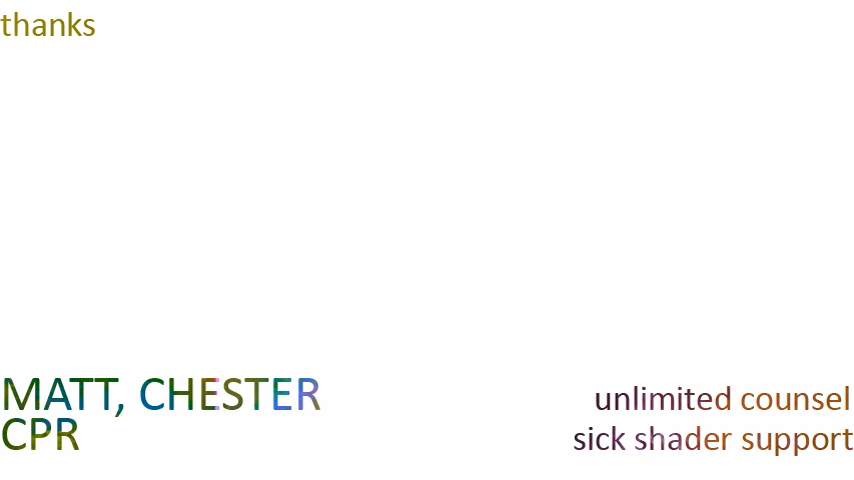 thanks
MATT, CHESTER
unlimited counsel
CPR
sick shader support